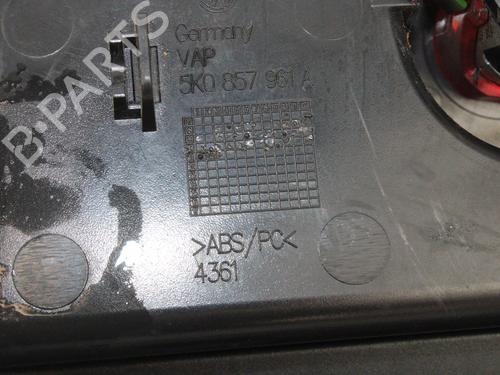 Germany
VAP
5K0 857 961 A
>ABS/PC<
4361
B-PARTS